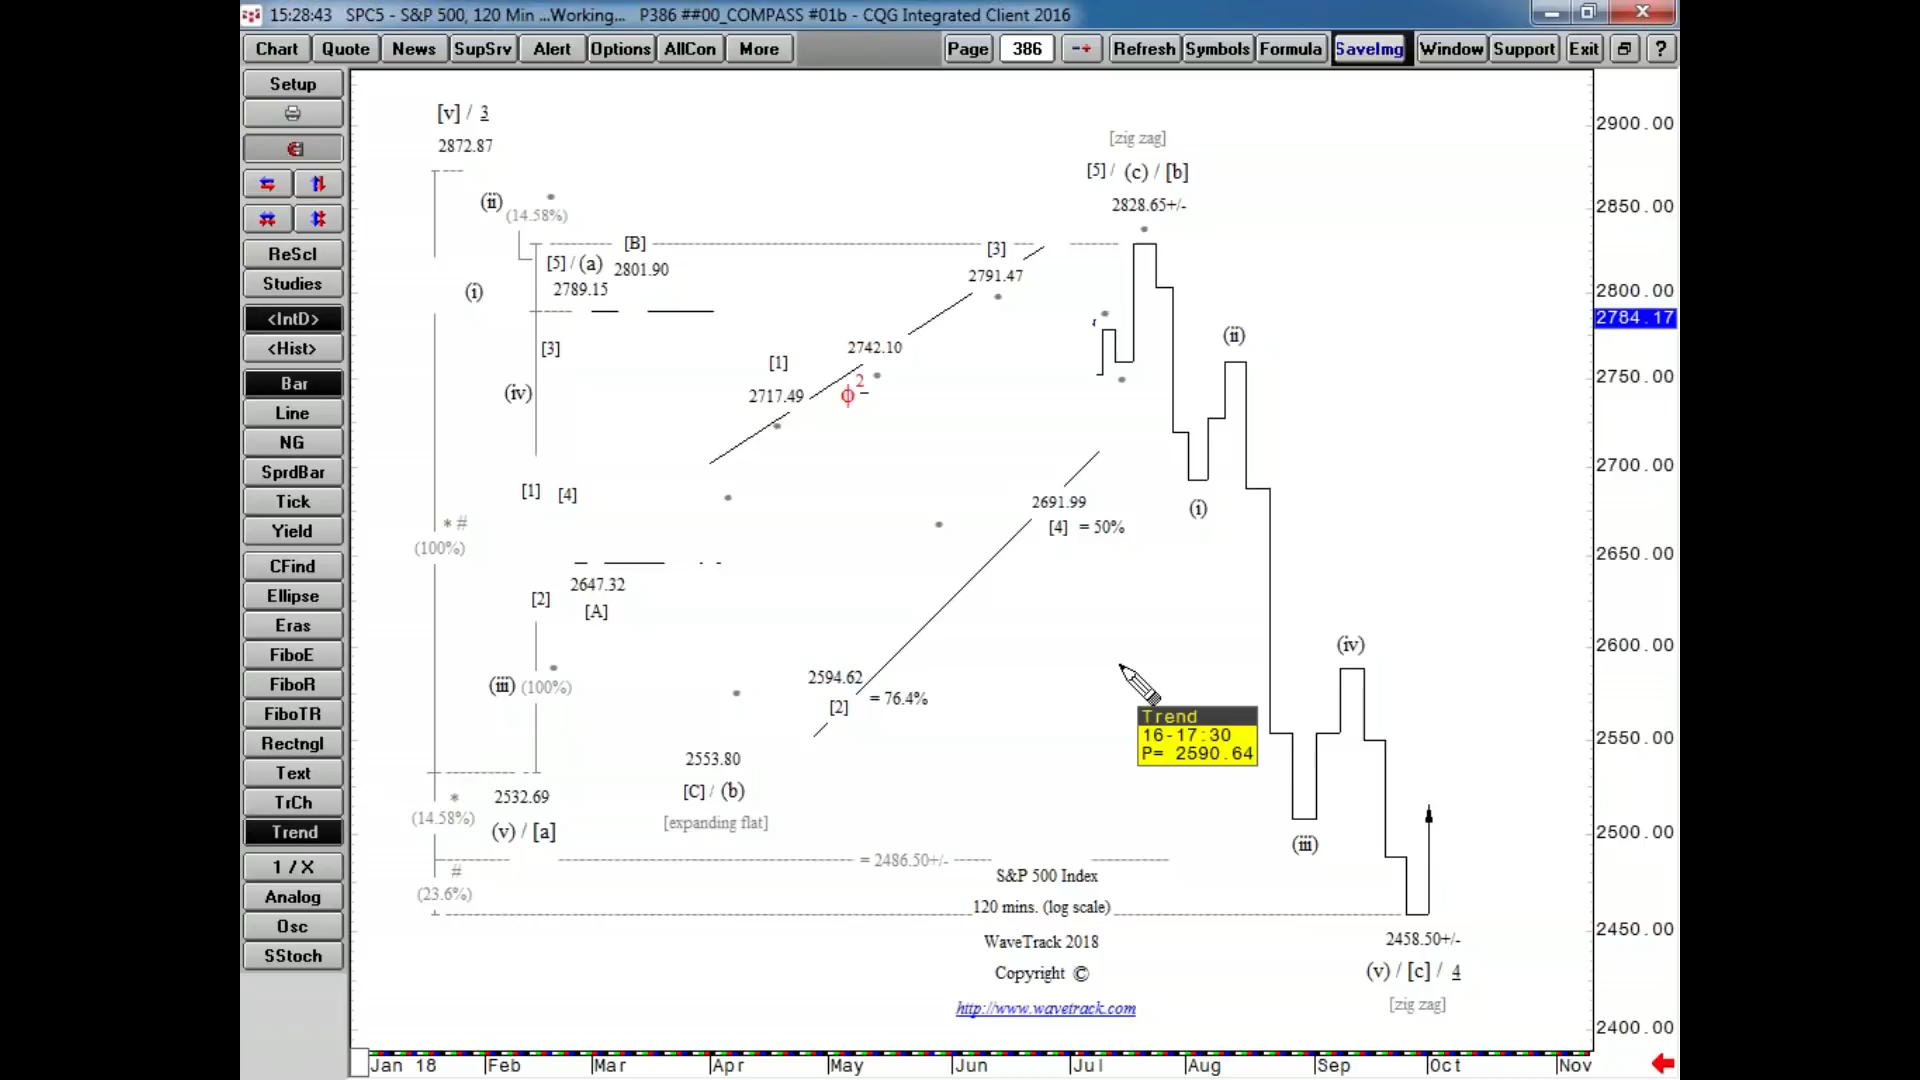 15:28:43 SPC5 - S&P 500, 120 Min ...Working... P386 ##00_COMPASS #01b - CQG Integrated Client 2016
Chart Quote News SupSrv Alert Options AllCon More Page 386 -+ Refresh Symbols Formula SaveImg Window Support Exit ?
Setup
ReScl
Studies
<IntD>
<Hist>
Bar
Line
NG
SprdBar
Tick
Yield
CFind
Ellipse
Eras
FiboE
FiboR
FiboTR
Rectngl
Text
TrCh
Trend
1 / X
Analog
Osc
SStoch
[v] / 3
2872.87
[zig zag]
[5] / (c) / [b]
2828.65+/-
(ii)
(14.58%)
[B]
2801.90
[5] / (a)
2789.15
(i)
[3]
2791.47
[3]
(iv)
[1]
2717.49
2742.10
ϕ 2 –
(ii)
[1] [4]
* #
(100%)
2691.99
[4] = 50%
(i)
2647.32
[A]
[2]
(iii) (100%)
2594.62
[2] = 76.4%
(iv)
Trend
16-17:30
P= 2590.64
2553.80
[C] / (b)
[expanding flat]
*
(14.58%)
2532.69
(v) / [a]
(iii)
= 2486.50+/-
#
(23.6%)
S&P 500 Index
120 mins. (log scale)
WaveTrack 2018
Copyright ©
http://www.wavetrack.com
2458.50+/-
(v) / [c] / 4
[zig zag]
2900.00
2850.00
2800.00
2784.17
2750.00
2700.00
2650.00
2600.00
2550.00
2500.00
2450.00
2400.00
Jan 18 Feb Mar Apr May Jun Jul Aug Sep Oct Nov